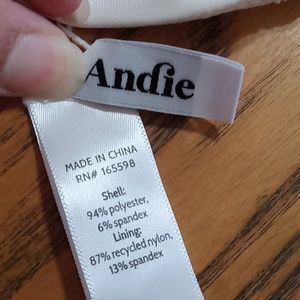 Andie
MADE IN CHINA
RN# 165598
Shell:
94% polyester,
6% spandex
Lining:
87% recycled nylon,
13% spandex